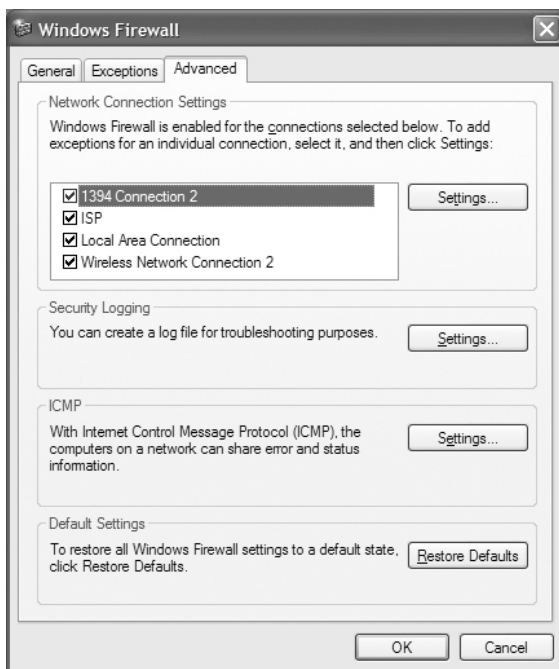 Windows Firewall
General Exceptions Advanced
Network Connection Settings
Windows Firewall is enabled for the connections selected below. To add
exceptions for an individual connection, select it, and then click Settings:
1394 Connection 2
ISP
Local Area Connection
Wireless Network Connection 2
Settings...
Security Logging
You can create a log file for troubleshooting purposes.
Settings...
ICMP
With Internet Control Message Protocol (ICMP), the
computers on a network can share error and status
information.
Settings...
Default Settings
To restore all Windows Firewall settings to a default state,
click Restore Defaults.
Restore Defaults
OK Cancel